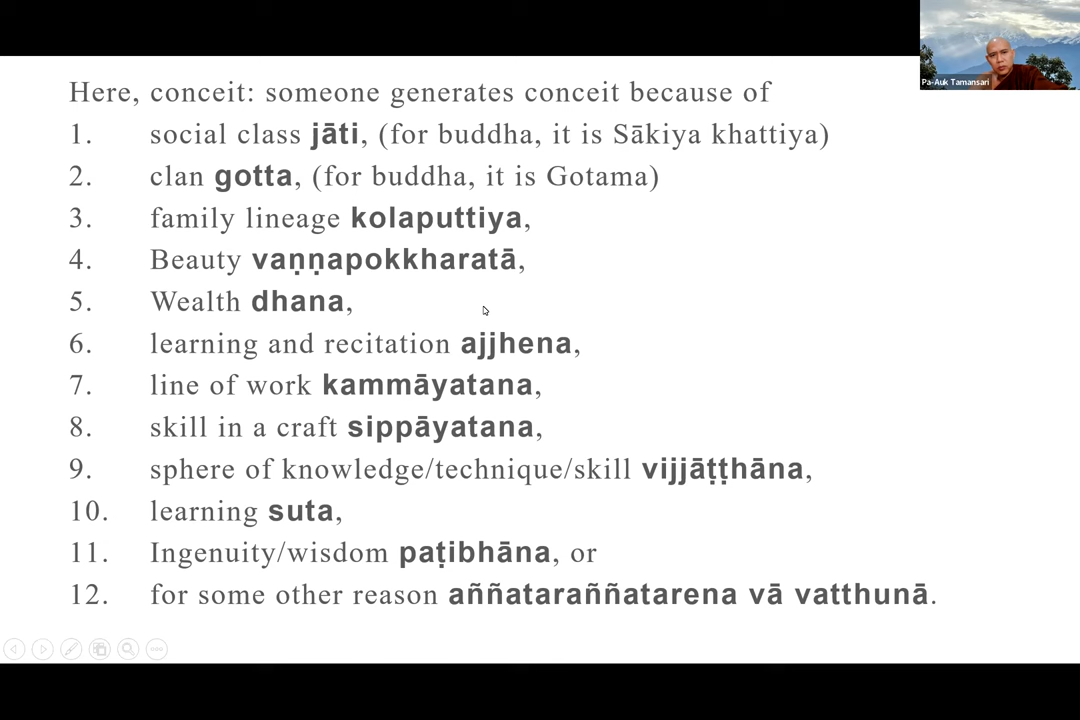 Pa-Auk Tamansari
Here, conceit: someone generates conceit because of
1. social class jāti, (for buddha, it is Sākiya khattiya)
2. clan gotta, (for buddha, it is Gotama)
3. family lineage kolaputtiya,
4. Beauty vaṇṇapokkharatā,
5. Wealth dhana,
6. learning and recitation ajjhena,
7. line of work kammāyatana,
8. skill in a craft sippāyatana,
9. sphere of knowledge/technique/skill vijjāṭṭhāna,
10. learning suta,
11. Ingenuity/wisdom paṭibhāna, or
12. for some other reason aññataraññatarena vā vatthunā.